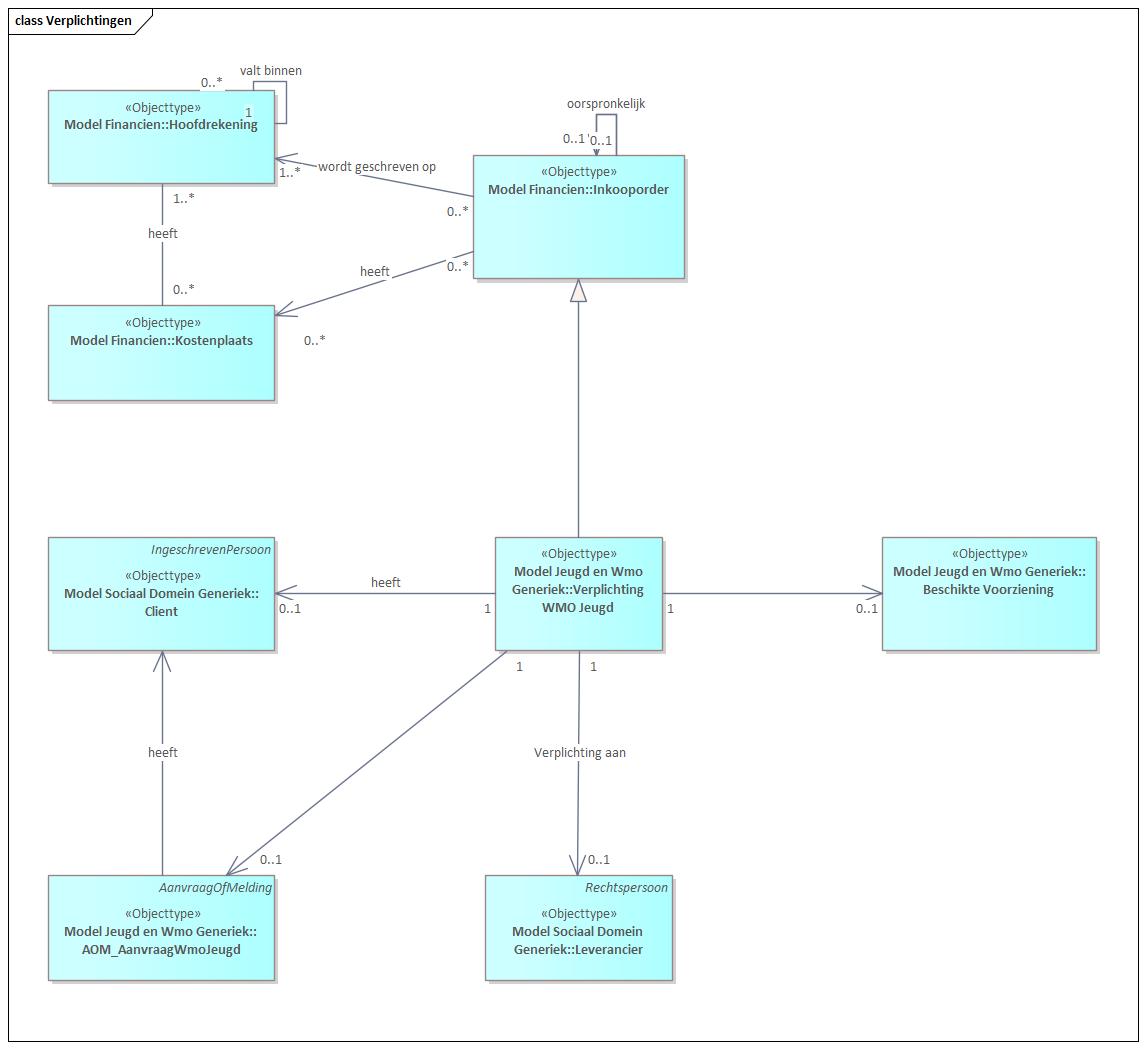 class Verplichtingen
valt binnen
0..*
1
«Objecttype»
Model Financien::Hoofdrekening
oorspronkelijk
0..1
0..1
«Objecttype»
Model Financien::Inkooporder
wordt geschreven op
1..*
0..*
1..*
heeft
0..*
heeft
0..*
0..*
«Objecttype»
Model Financien::Kostenplaats
IngeschrevenPersoon
«Objecttype»
Model Sociaal Domein Generiek::
Client
heeft
0..1
1
«Objecttype»
Model Jeugd en Wmo
Generiek::Verplichting
WMO Jeugd
1
0..1
«Objecttype»
Model Jeugd en Wmo Generiek::
Beschikte Voorziening
1
1
heeft
Verplichting aan
0..1
0..1
AanvraagOfMelding
«Objecttype»
Model Jeugd en Wmo Generiek::
AOM_AanvraagWmoJeugd
Rechtspersoon
«Objecttype»
Model Sociaal Domein
Generiek::Leverancier